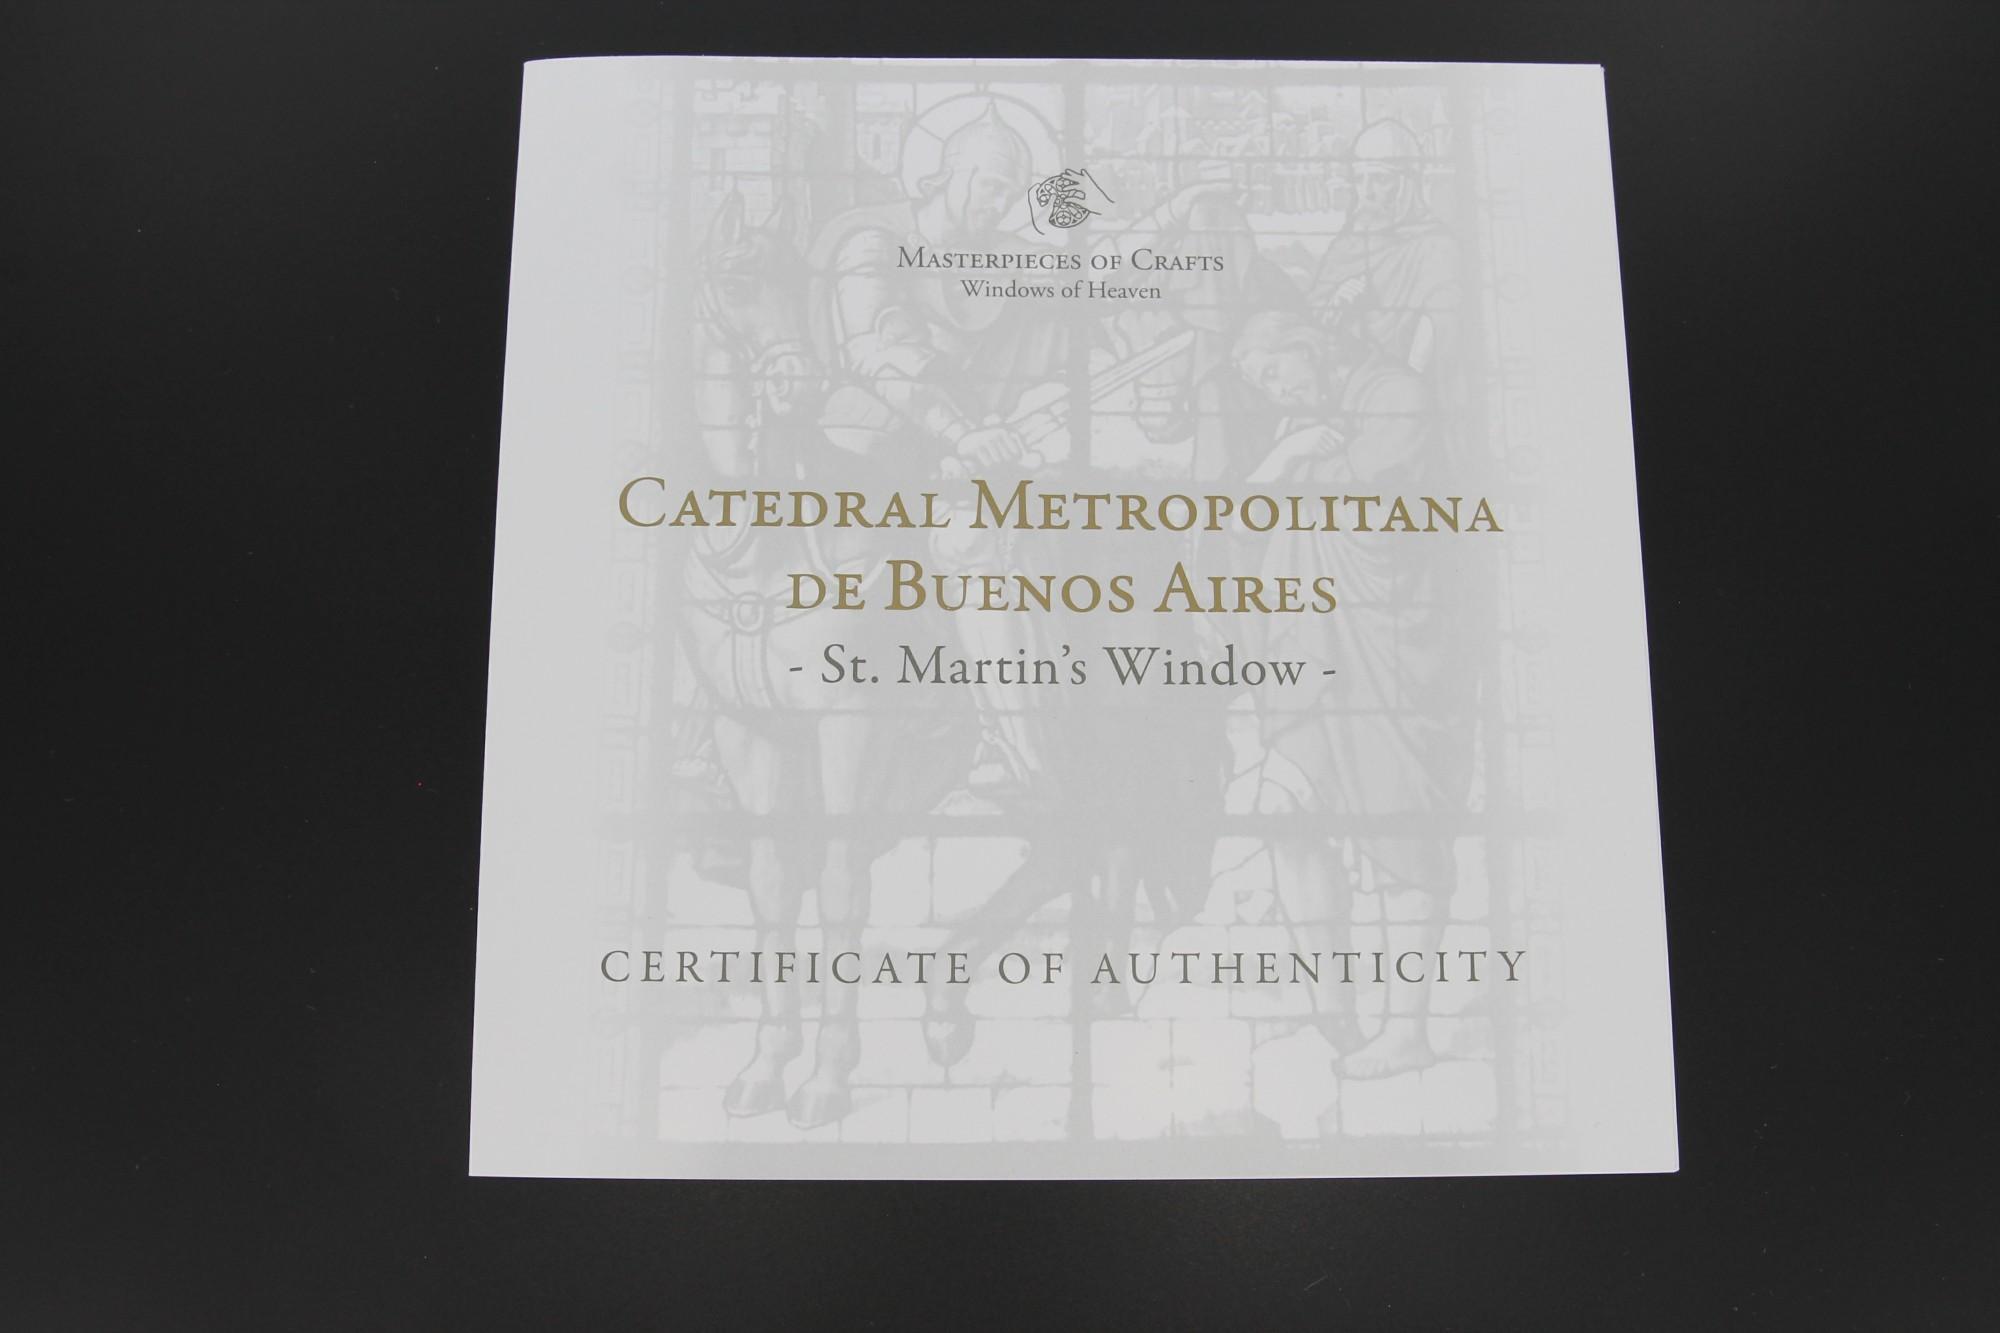 Masterpieces of Crafts
Windows of Heaven
Catedral Metropolitana
de Buenos Aires
- St. Martin's Window -
CERTIFICATE OF AUTHENTICITY